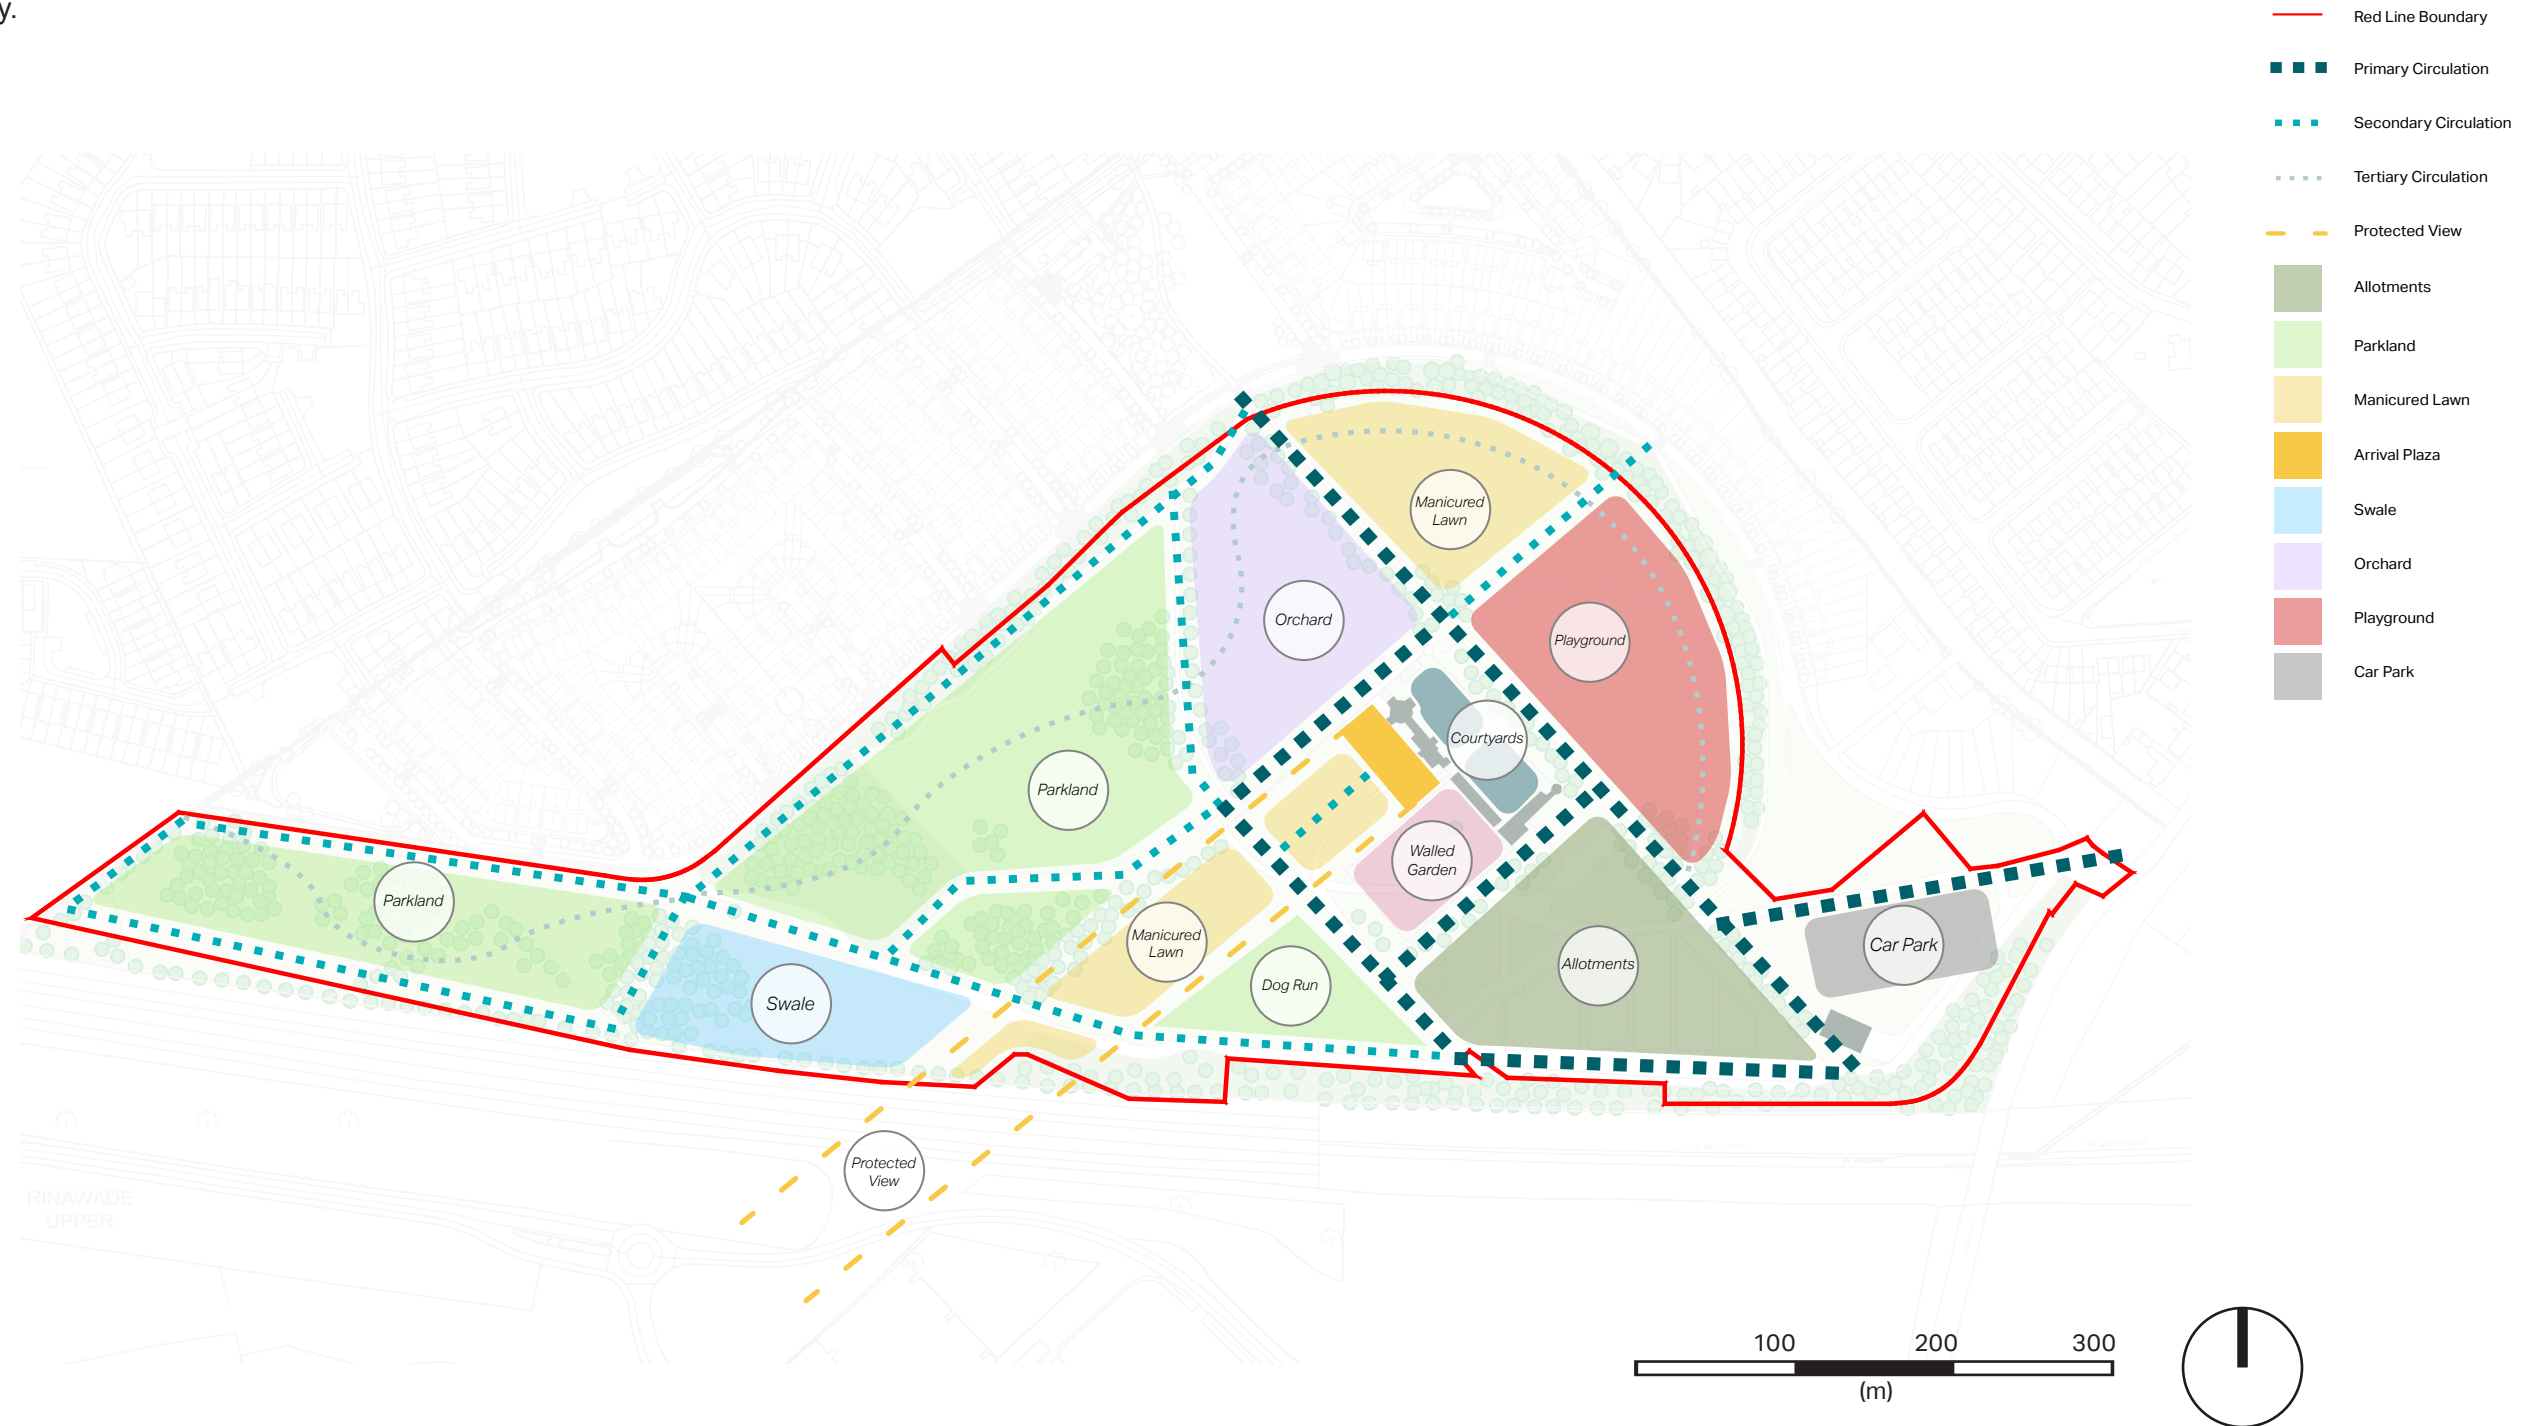 y.
Red Line Boundary
Primary Circulation
Secondary Circulation
Tertiary Circulation
Protected View
Allotments
Parkland
Manicured Lawn
Arrival Plaza
Swale
Orchard
Playground
Car Park
Manicured
Lawn
Orchard
Playground
Courtyards
Parkland
Walled
Garden
Parkland
Manicured
Lawn
Car Park
Allotments
Dog Run
Swale
Protected
View
RINAWADE
UPPER
100
200
300
(m)